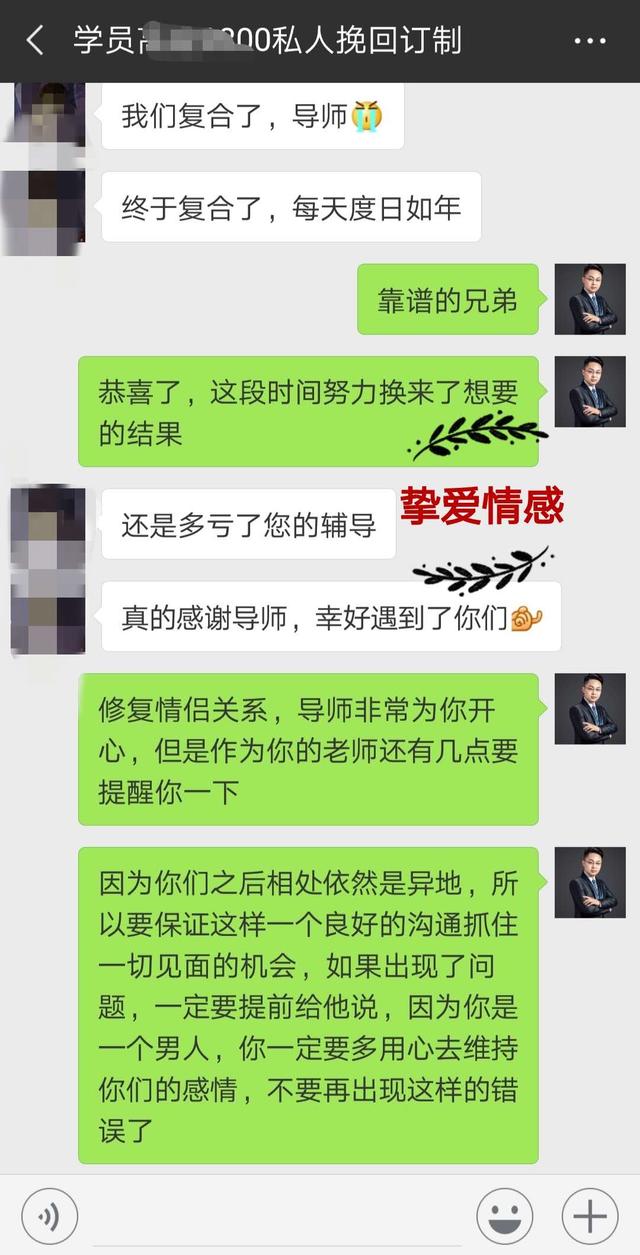 学员高 800私人挽回订制
我们复合了，导师
终于复合了，每天度日如年
靠谱的兄弟
恭喜了，这段时间努力换来了想要
的结果
挚爱情感
还是多亏了您的辅导
真的感谢导师，幸好遇到了你们
修复情侣关系，导师非常为你开
心，但是作为你的老师还有几点要
提醒你一下
因为你们之后相处依然是异地，所
以要保证这样一个良好的沟通抓住
一切见面的机会，如果出现了问
题，一定要提前给他说，因为你是
一个男人，你一定要多用心去维持
你们的感情，不要再出现这样的错
误了